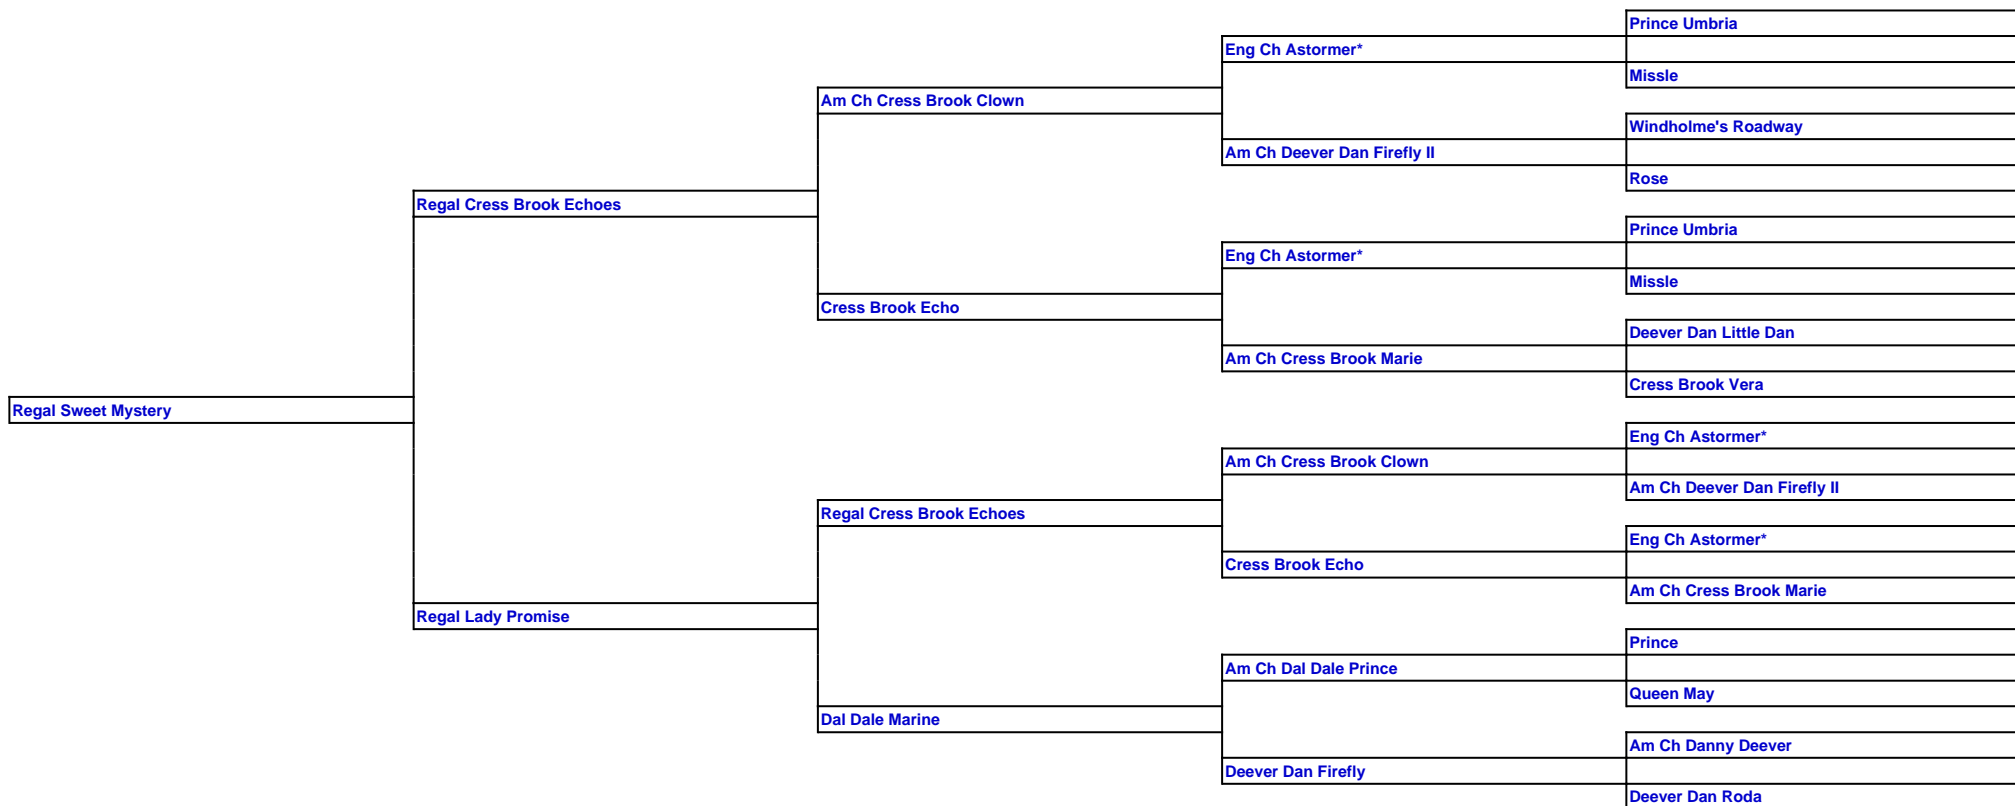 Prince Umbria
Eng Ch Astormer*
Missle
Am Ch Cress Brook Clown
Windholme's Roadway
Am Ch Deever Dan Firefly II
Rose
Regal Cress Brook Echoes
Prince Umbria
Eng Ch Astormer*
Missle
Cress Brook Echo
Deever Dan Little Dan
Am Ch Cress Brook Marie
Cress Brook Vera
Regal Sweet Mystery
Eng Ch Astormer*
Am Ch Cress Brook Clown
Am Ch Deever Dan Firefly II
Regal Cress Brook Echoes
Eng Ch Astormer*
Cress Brook Echo
Am Ch Cress Brook Marie
Regal Lady Promise
Prince
Am Ch Dal Dale Prince
Queen May
Dal Dale Marine
Am Ch Danny Deever
Deever Dan Firefly
Deever Dan Roda